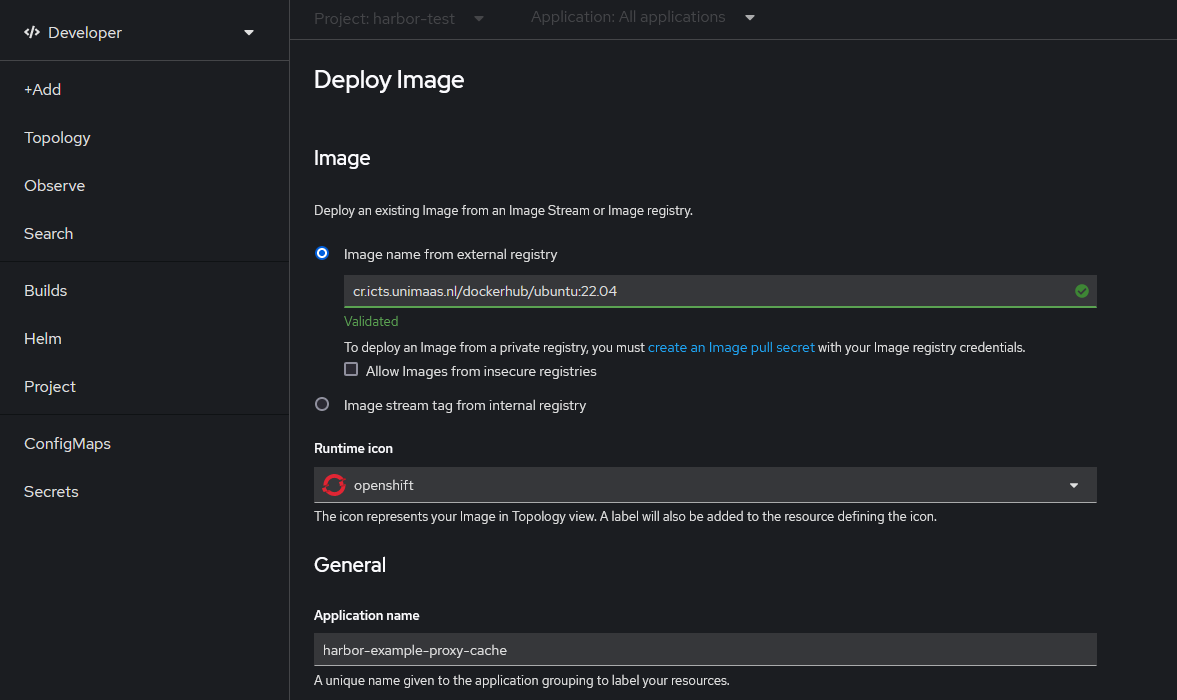 Developer
Project: harbor-test
Application: All applications
+Add
Topology
Observe
Search
Builds
Helm
Project
ConfigMaps
Secrets
Deploy Image
Image
Deploy an existing Image from an Image Stream or Image registry.
Image name from external registry
cr.icts.unimaas.nl/dockerhub/ubuntu:22.04
Validated
To deploy an Image from a private registry, you must create an Image pull secret with your Image registry credentials.
Allow Images from insecure registries
Image stream tag from internal registry
Runtime icon
openshift
The icon represents your Image in Topology view. A label will also be added to the resource defining the icon.
General
Application name
harbor-example-proxy-cache
A unique name given to the application grouping to label your resources.